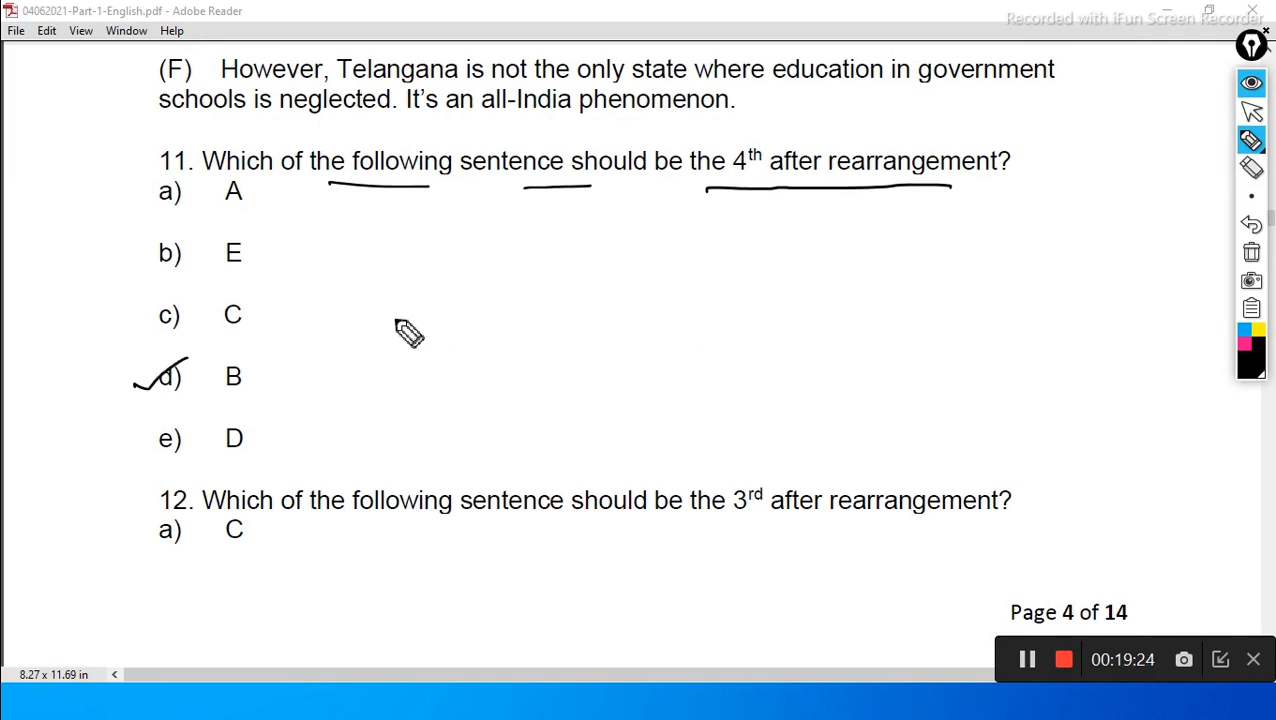 04062021-Part-1-English.pdf - Adobe Reader
Recorded with iFun Screen Recorder
File Edit View Window Help
(F) However, Telangana is not the only state where education in government
schools is neglected. It’s an all-India phenomenon.
11. Which of the following sentence should be the 4th after rearrangement?
a) A
b) E
c) C
d) B
e) D
12. Which of the following sentence should be the 3rd after rearrangement?
a) C
Page 4 of 14
00:19:24
8.27 x 11.69 in